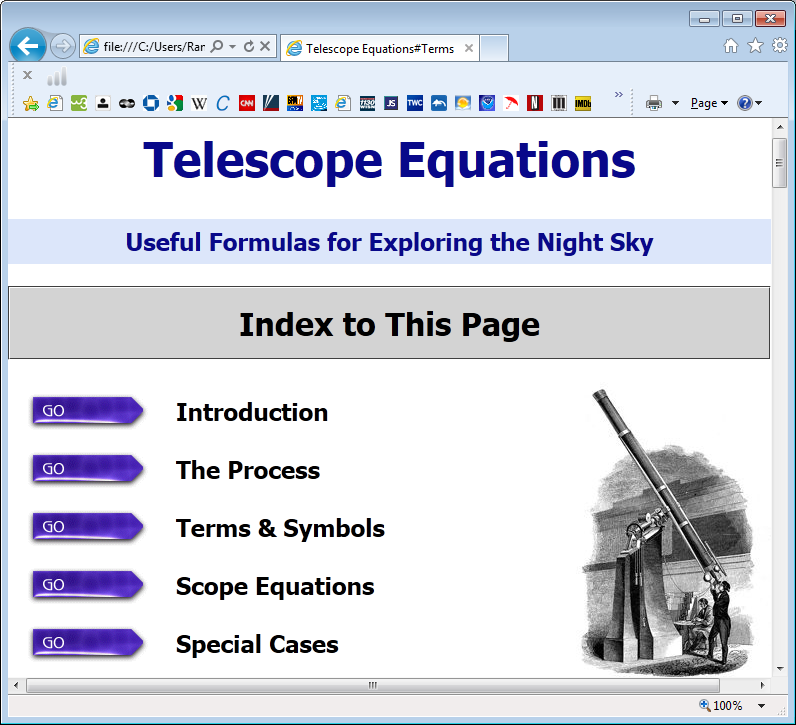 file:///C:/Users/Ran
Telescope Equations#Terms
W
C
CNN
1130
JS
TWC
N
IMDb
Page
Telescope Equations
Useful Formulas for Exploring the Night Sky
Index to This Page
GO Introduction
GO The Process
GO Terms & Symbols
GO Scope Equations
GO Special Cases
100%